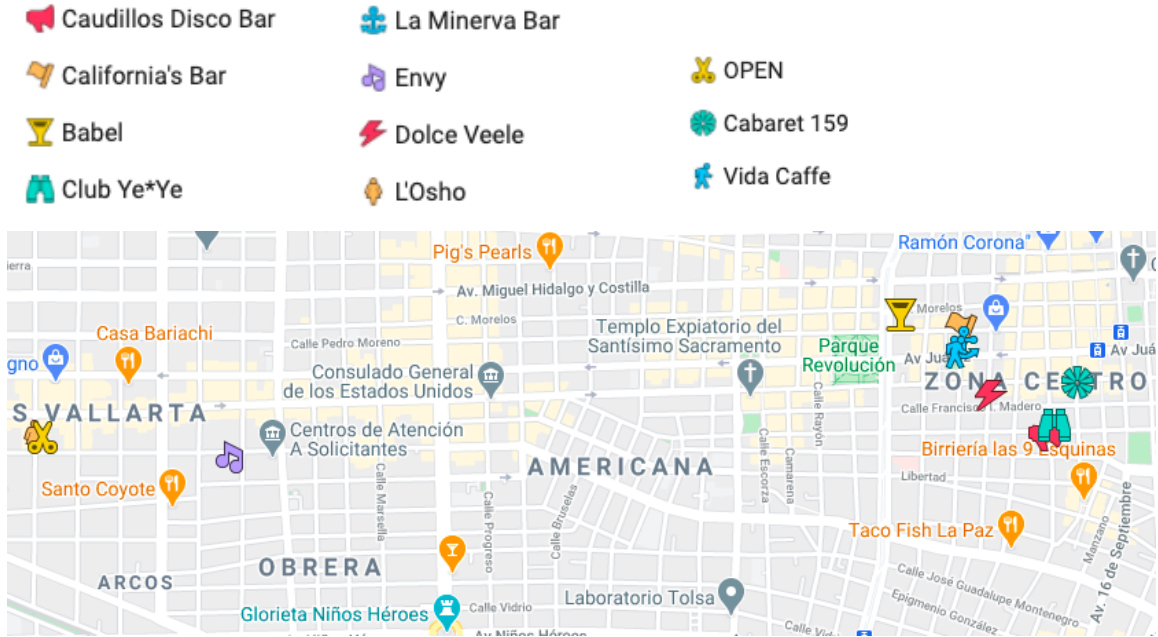 Caudillos Disco Bar
La Minerva Bar
California's Bar
Envy
OPEN
Babel
Dolce Veele
Cabaret 159
Club Ye*Ye
L'Osho
Vida Caffe
Pig's Pearls
Ramón Corona"
ierra
Av. Miguel Hidalgo y Costilla
C. Morelos
Morelos
Casa Bariachi
Calle Pedro Moreno
Templo Expiatorio del
Santísimo Sacramento
Parque
Revolución
gno
Consulado General
de los Estados Unidos
Av Juá
ZONA CENTRO
S VALLARTA
Calle Francisco I. Madero
Centros de Atención
A Solicitantes
Calle Rayón
Birriería las 9 Esquinas
AMERICANA
Santo Coyote
Libertad
Calle Marsella
Calle Progreso
Calle Bruselas
Calle Escorza
Camarena
Taco Fish La Paz
Manzano
Av. 16 de Septiembre
OBRERA
ARCOS
Calle José Guadalupe Montenegro
Epigmenio González
Glorieta Niños Héroes
Calle Vidrio
Laboratorio Tolsa
Av Niños Héroes
Calle Vid